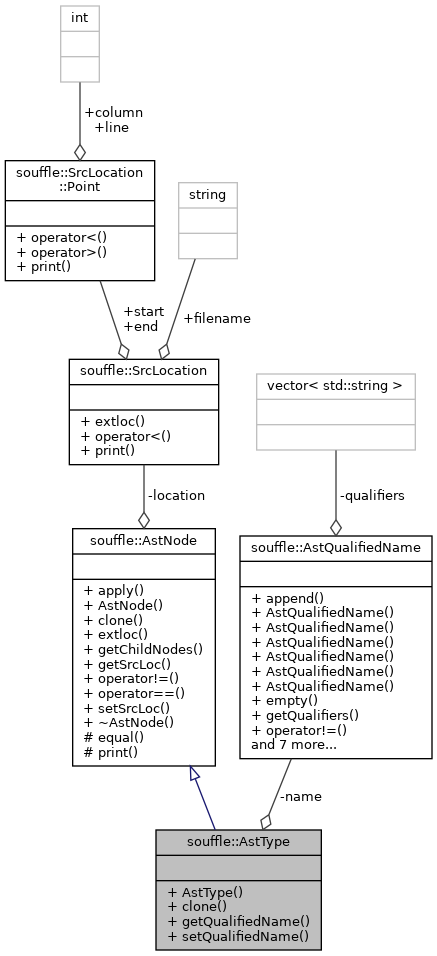 int
+column
+line
souffle::SrcLocation
::Point
+ operator<()
+ operator>()
+ print()
string
+start
+end
+filename
souffle::SrcLocation
+ extloc()
+ operator<()
+ print()
vector< std::string >
-location
-qualifiers
souffle::AstNode
+ apply()
+ AstNode()
+ clone()
+ extloc()
+ getChildNodes()
+ getSrcLoc()
+ operator!=()
+ operator==()
+ setSrcLoc()
+ ~AstNode()
# equal()
# print()
souffle::AstQualifiedName
+ append()
+ AstQualifiedName()
+ AstQualifiedName()
+ AstQualifiedName()
+ AstQualifiedName()
+ AstQualifiedName()
+ AstQualifiedName()
+ empty()
+ getQualifiers()
+ operator!=()
and 7 more...
-name
souffle::AstType
+ AstType()
+ clone()
+ getQualifiedName()
+ setQualifiedName()